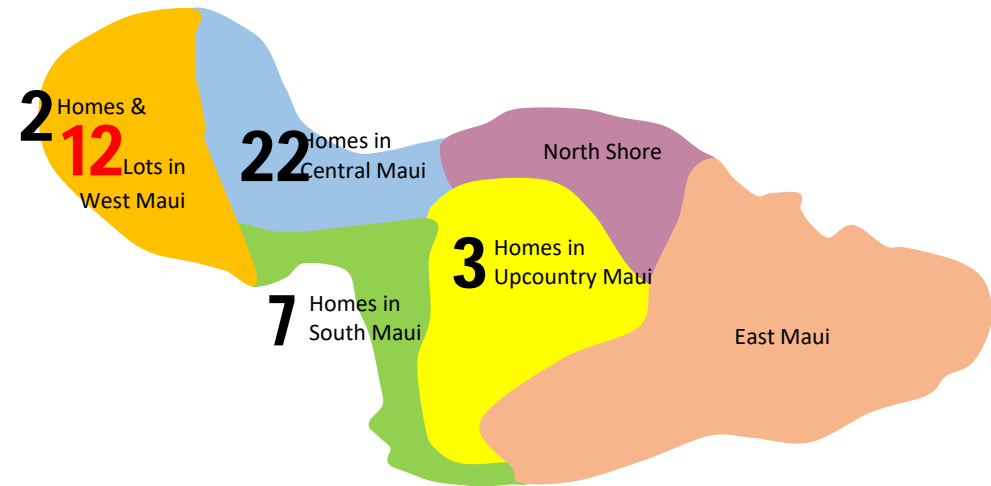 2 Homes &
12 Lots in
West Maui
22 Homes in
Central Maui
North Shore
3 Homes in
Upcountry Maui
7 Homes in
South Maui
East Maui